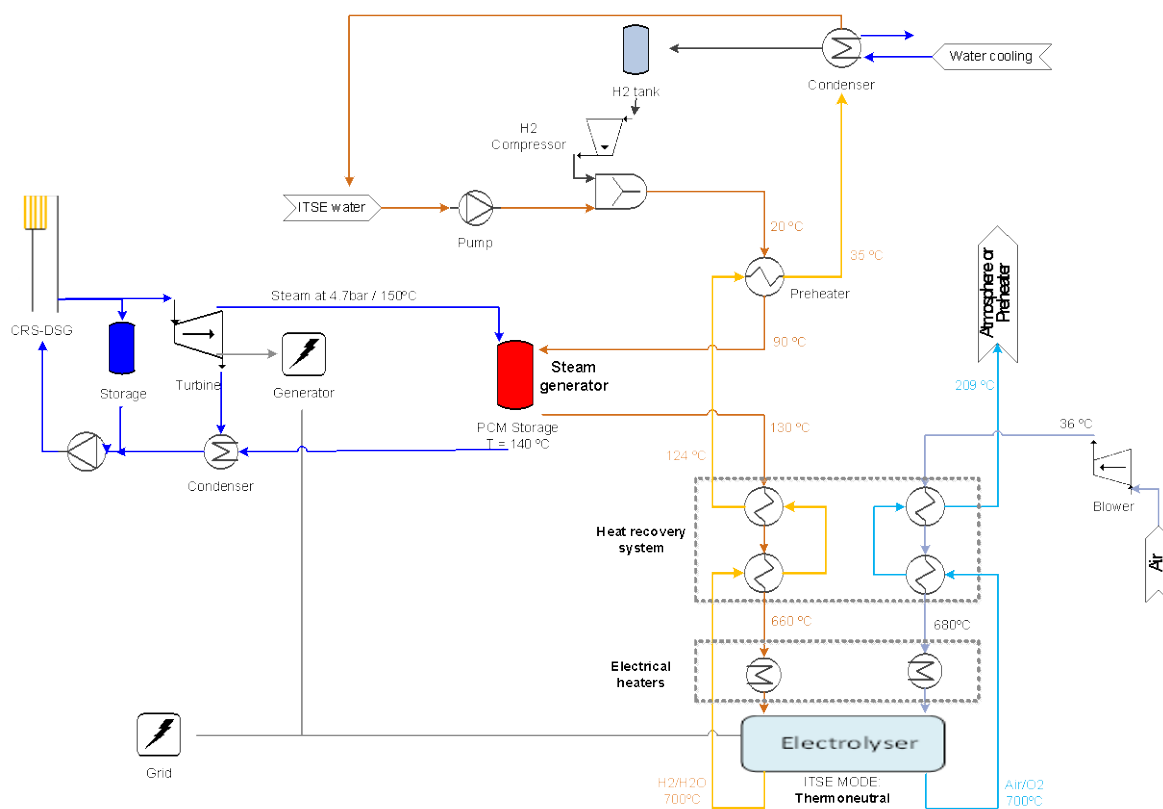 Water cooling
Condenser
H2 tank
H2
Compressor
ITSE water
Pump
20 ºC
35 ºC
Preheater
Atmosphere or
Preheater
Steam at 4.7bar / 150ºC
CRS-DSG
Storage
Turbine
Generator
Steam
generator
90 ºC
PCM Storage
T = 140 ºC
Condenser
130 ºC
124 ºC
209 ºC
36 ºC
Blower
Air
Heat recovery
system
660 ºC
680ºC
Electrical
heaters
Electrolyser
Grid
H2/H2O
700ºC
ITSE MODE:
Thermoneutral
Air/O2
700ºC